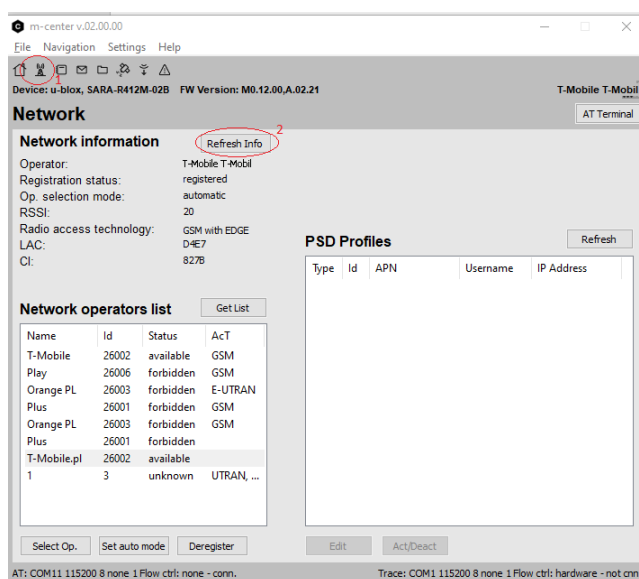 m-center v.02.00.00
File Navigation Settings Help
1
Device: u-blox, SARA-R412M-02B FW Version: M0.12.00,A.02.21 T-Mobile T-Mobil
Network AT Terminal
2
Network information Refresh Info
Operator: T-Mobile T-Mobil
Registration status: registered
Op. selection mode: automatic
RSSI: 20
Radio access technology: GSM with EDGE
LAC: D4E7
CI: 827B
PSD Profiles Refresh
Type Id APN Username IP Address
Network operators list Get List
Name Id Status AcT
T-Mobile 26002 available GSM
Play 26006 forbidden GSM
Orange PL 26003 forbidden E-UTRAN
Plus 26001 forbidden GSM
Orange PL 26003 forbidden GSM
Plus 26001 forbidden
T-Mobile.pl 26002 available
1 3 unknown UTRAN, ...
Select Op. Set auto mode Deregister Edit Act/Deact
AT: COM11 115200 8 none 1 Flow ctrl: none - conn. Trace: COM1 115200 8 none 1 Flow ctrl: hardware - not cnn